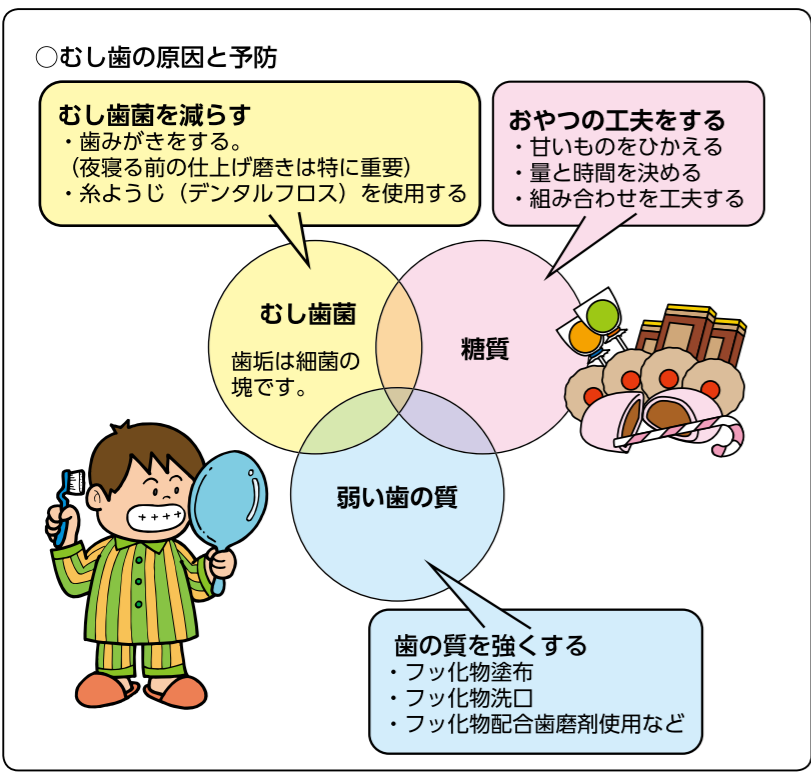 ○むし歯の原因と予防
むし歯菌を減らす
・歯みがきをする。
(夜寝る前の仕上げ磨きは特に重要)
・糸ようじ(デンタルフロス)を使用する
おやつの工夫をする
・甘いものをひかえる
・量と時間を決める
・組み合わせを工夫する
むし歯菌
歯垢は細菌の
塊です。
糖質
弱い歯の質
歯の質を強くする
・フッ化物塗布
・フッ化物洗口
・フッ化物配合歯磨剤使用など